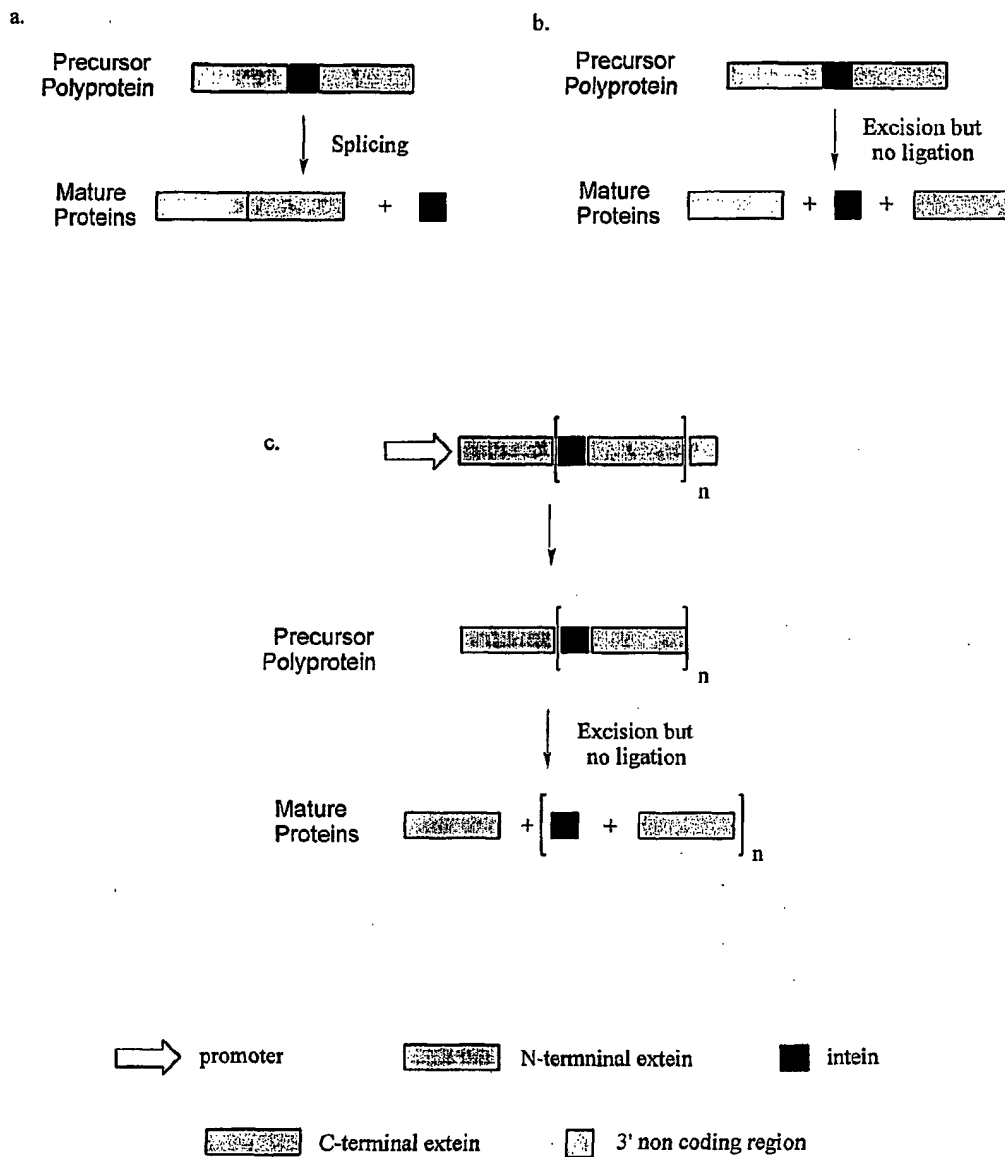 a.
Precursor
Polyprotein
Splicing
Mature
Proteins
+
b.
Precursor
Polyprotein
Excision but
no ligation
Mature
Proteins
+
+
c.
n
Precursor
Polyprotein
n
Excision but
no ligation
Mature
Proteins
+
+
n
promoter
N-termninal extein
intein
C-terminal extein
3' non coding region